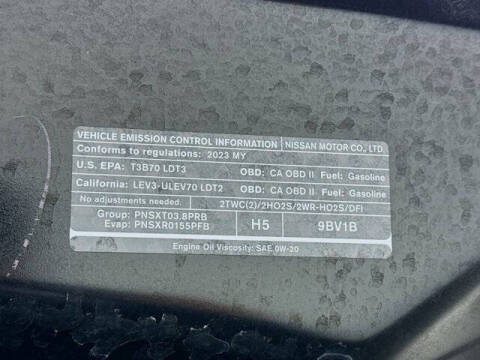 VEHICLE EMISSION CONTROL INFORMATION NISSAN MOTOR CO., LTD.
Conforms to regulations: 2023 MY
U.S. EPA: T3B70 LDT3 OBD: CA OBD II Fuel: Gasoline
California: LEV3-ULEV70 LDT2 OBD: CA OBD II Fuel: Gasoline
No adjustments needed. 2TWC(2)/2HO2S/2WR-HO2S/DFI
Group: PNSXT03.8PRB
Evap: PNSXR0155PFB H5 9BV1B
Engine Oil Viscosity: SAE 0W-20